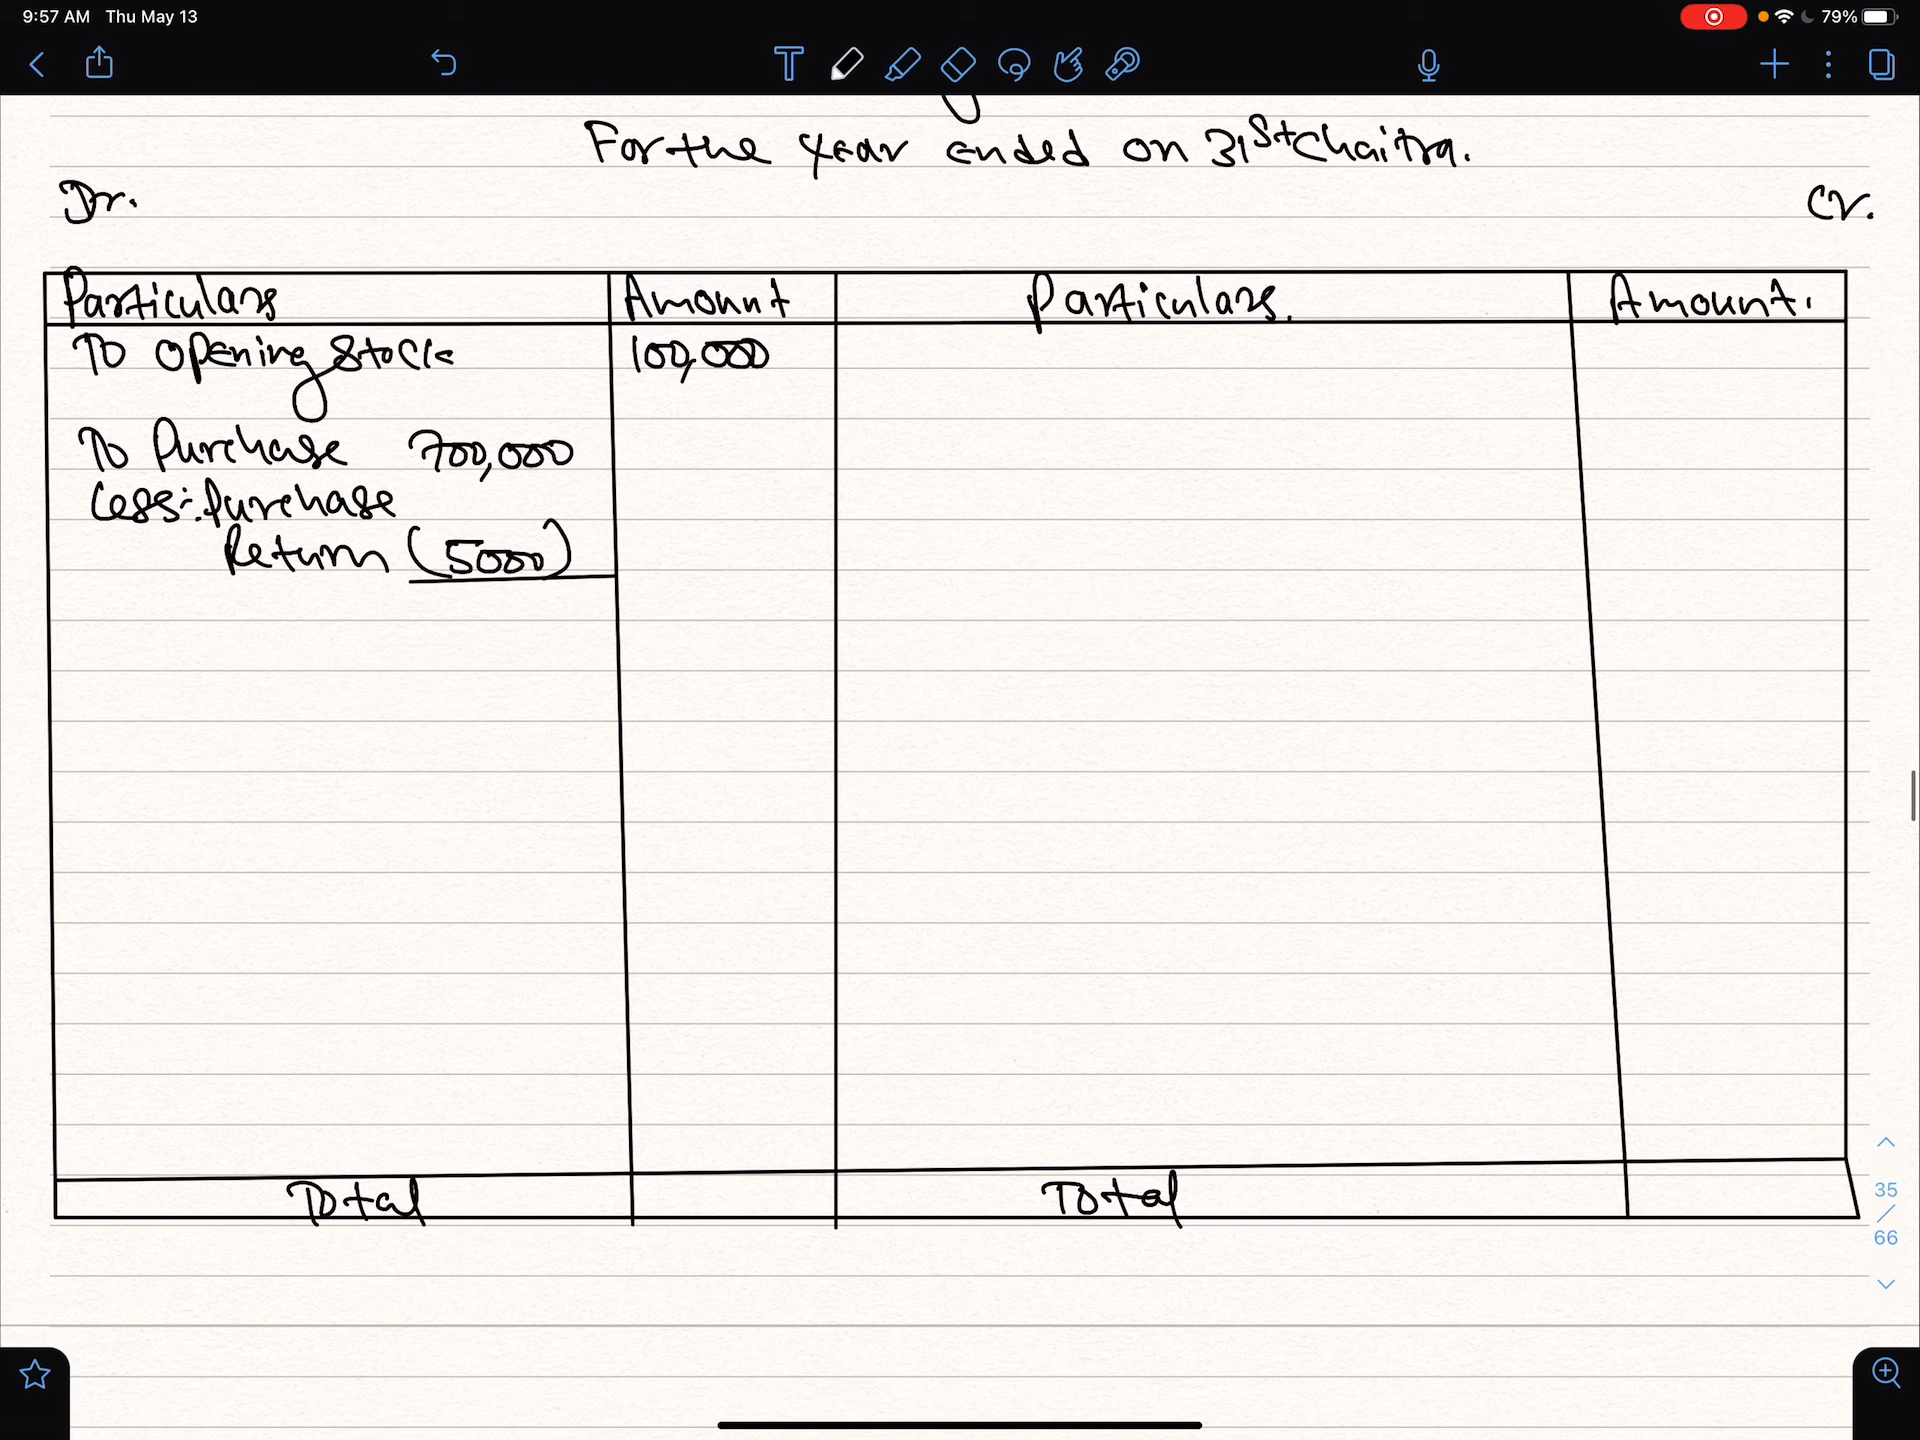 9:57 AM Thu May 13
79%
For the year ended on 31st Chaitra.
Dr. Cr.
Particulars Amount Particulars. Amount.
To Opening Stock 100,000
To Purchase 700,000
Less:- Purchase
Return (5000)
Total Total
35
/
66